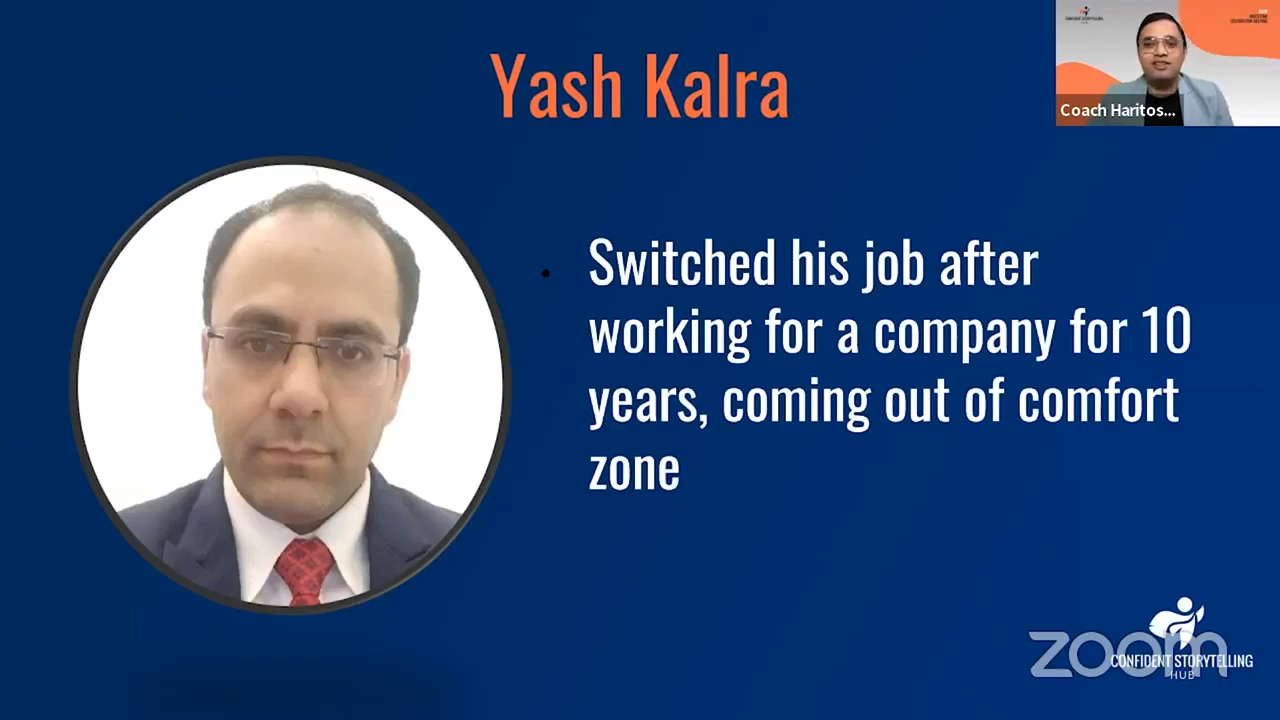 Yash Kalra
Coach Haritos...
• Switched his job after
working for a company for 10
years, coming out of comfort
zone
zoom
CONFIDENT STORYTELLING
HUB